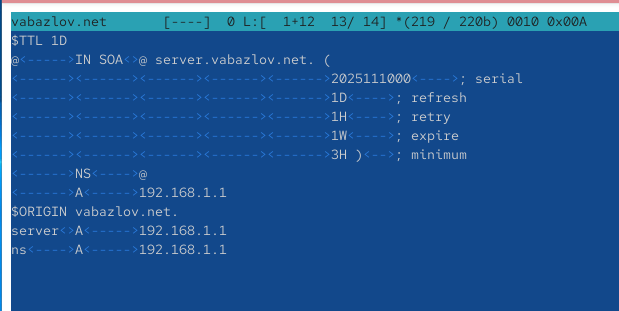 vabazlov.net [----] 0 L:[ 1+12 13/ 14] *(219 / 220b) 0010 0x00A
$TTL 1D
@<------>IN SOA<>@ server.vabazlov.net. (
<------><------><------><------><------>2025111000<---->; serial
<------><------><------><------><------>1D<---->; refresh
<------><------><------><------><------>1H<---->; retry
<------><------><------><------><------>1W<---->; expire
<------><------><------><------><------>3H )<-->; minimum
<------>NS<---->@
<------>A<----->192.168.1.1
$ORIGIN vabazlov.net.
server<>A<----->192.168.1.1
ns<---->A<----->192.168.1.1